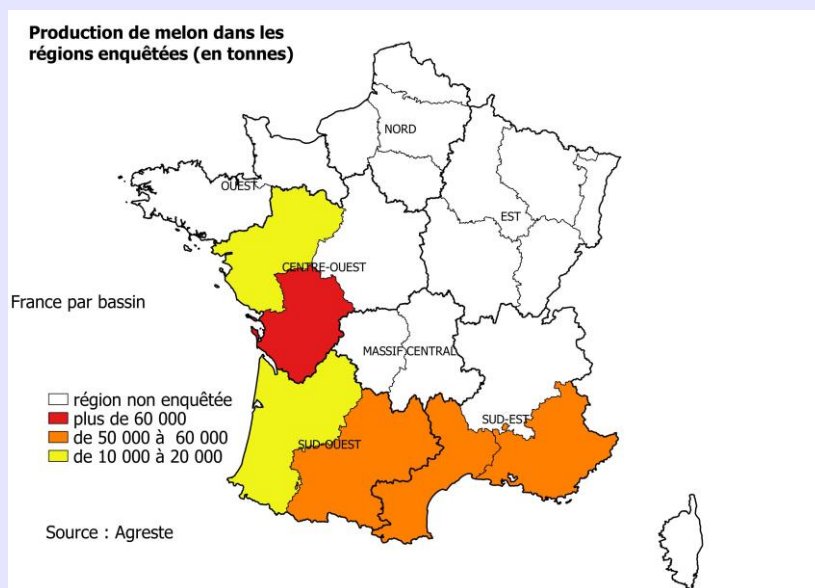 Production de melon dans les
régions enquêtées (en tonnes)
NORD
OUEST
EST
CENTRE-OUEST
France par bassin
MASSIF CENTRAL
région non enquêtée
plus de 60 000
de 50 000 à 60 000
de 10 000 à 20 000
SUD-EST
SUD-OUEST
Source : Agreste